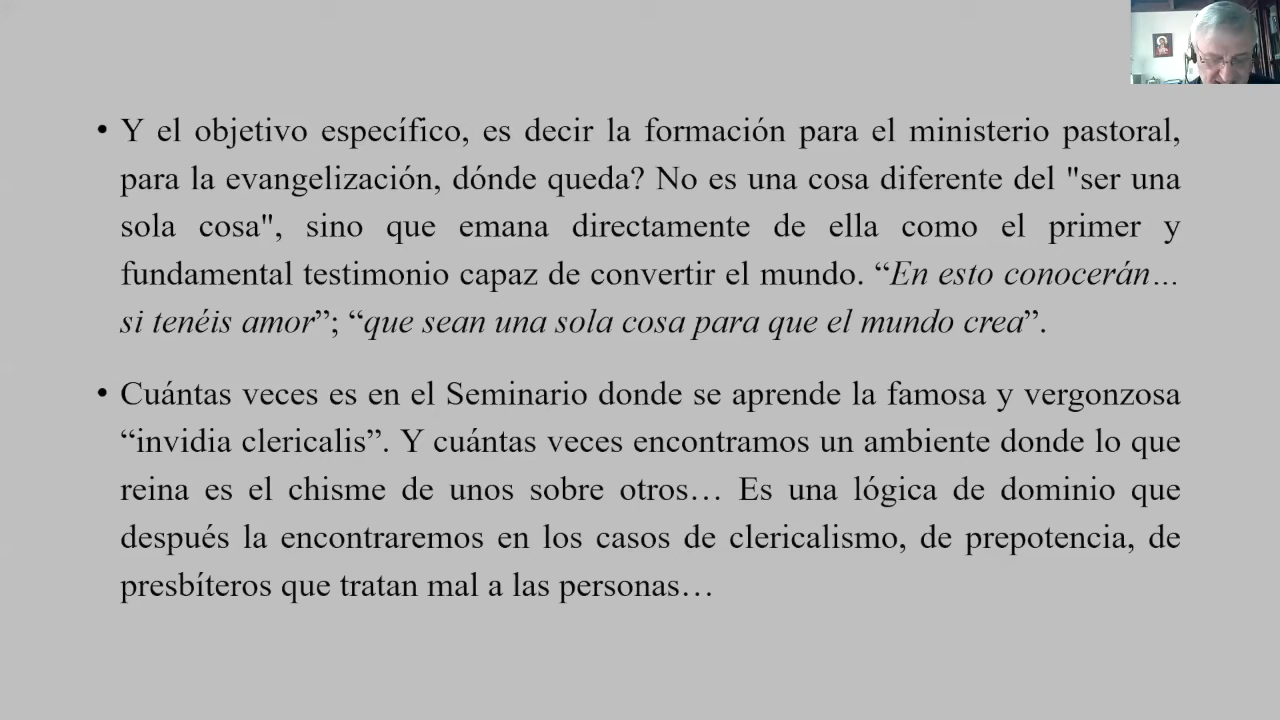 • Y el objetivo específico, es decir la formación para el ministerio pastoral,
para la evangelización, dónde queda? No es una cosa diferente del "ser una
sola cosa", sino que emana directamente de ella como el primer y
fundamental testimonio capaz de convertir el mundo. “En esto conocerán…
si tenéis amor”; “que sean una sola cosa para que el mundo crea”.
• Cuántas veces es en el Seminario donde se aprende la famosa y vergonzosa
“invidia clericalis”. Y cuántas veces encontramos un ambiente donde lo que
reina es el chisme de unos sobre otros… Es una lógica de dominio que
después la encontraremos en los casos de clericalismo, de prepotencia, de
presbíteros que tratan mal a las personas…